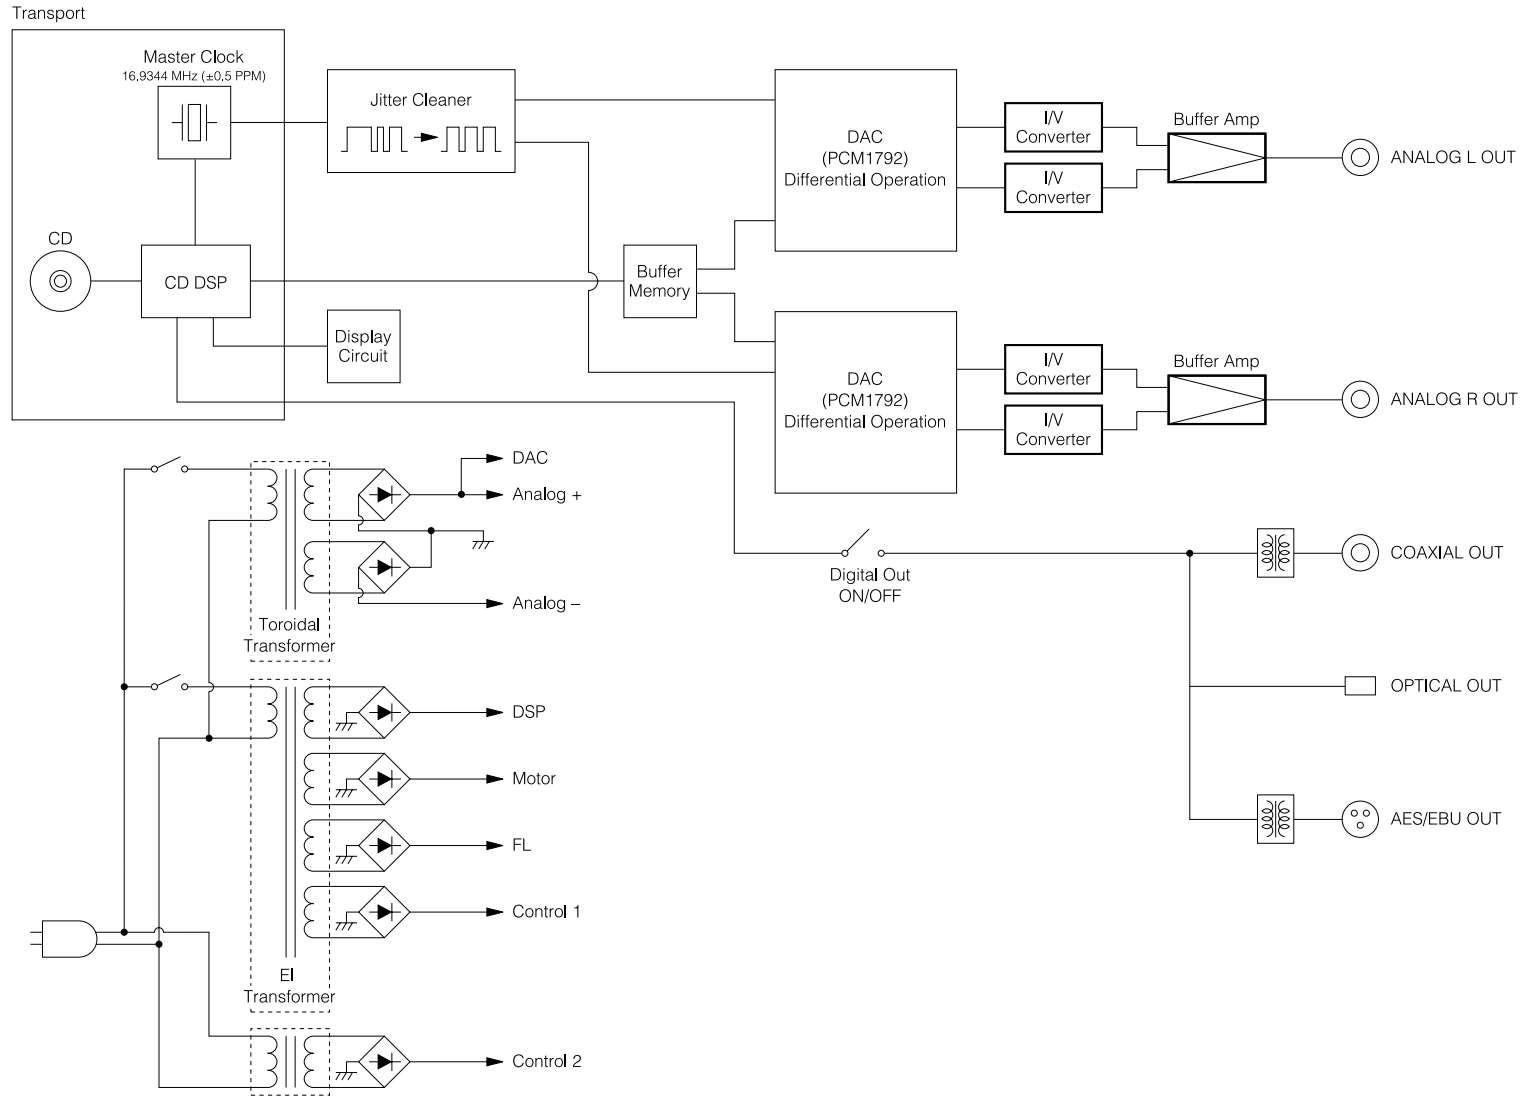 Transport
Master Clock
16.9344 MHz (±0.5 PPM)
Jitter Cleaner
CD
CD DSP
Display
Circuit
Buffer
Memory
DAC
(PCM1792)
Differential Operation
I/V
Converter
I/V
Converter
Buffer Amp
ANALOG L OUT
DAC
(PCM1792)
Differential Operation
I/V
Converter
I/V
Converter
Buffer Amp
ANALOG R OUT
Digital Out
ON/OFF
COAXIAL OUT
OPTICAL OUT
AES/EBU OUT
DAC
Analog +
Analog –
Toroidal
Transformer
DSP
Motor
FL
Control 1
EI
Transformer
Control 2